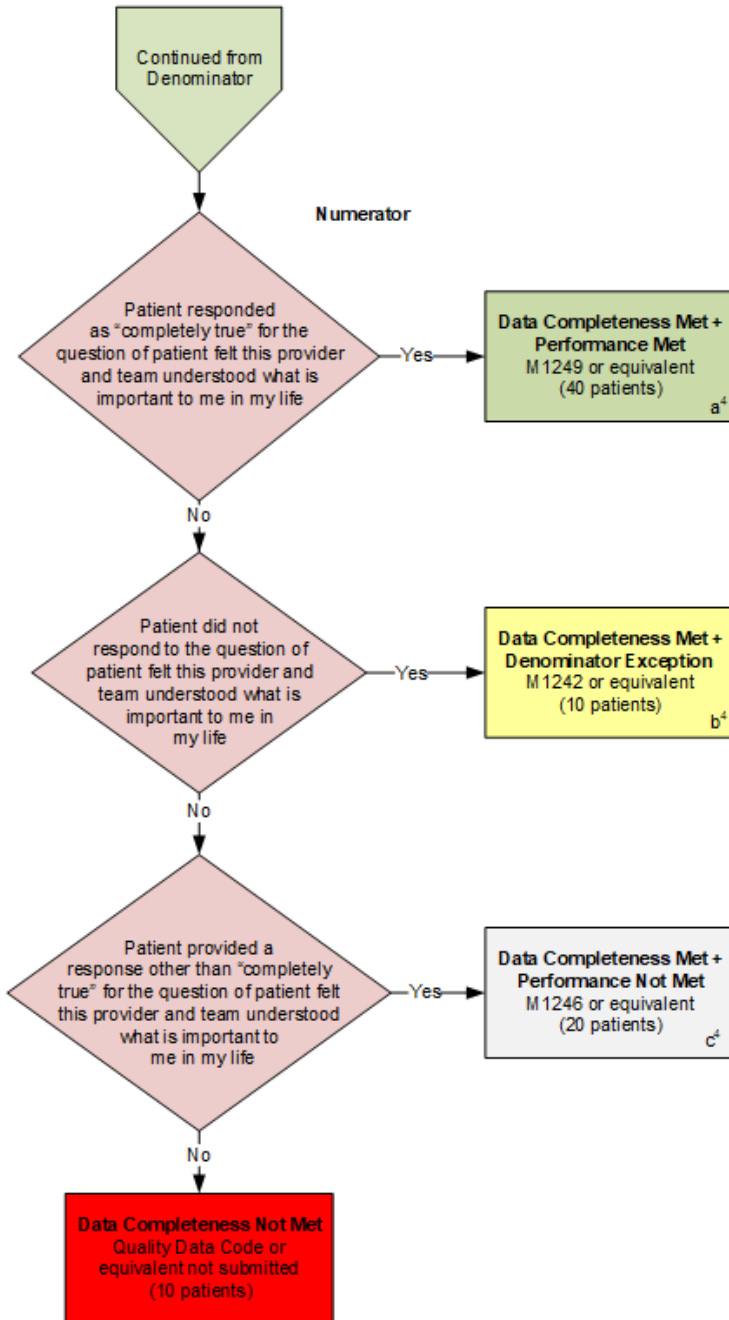 Continued from
Denominator
Numerator
Patient responded
as “completely true” for the
question of patient felt this provider
and team understood what is
important to me in my life
Yes
Data Completeness Met +
Performance Met
M1249 or equivalent
(40 patients)
a⁴
No
Patient did not
respond to the question of
patient felt this provider and
team understood what is
important to me in
my life
Yes
Data Completeness Met +
Denominator Exception
M1242 or equivalent
(10 patients)
b⁴
No
Patient provided a
response other than “completely
true” for the question of patient felt
this provider and team understood
what is important to
me in my life
Yes
Data Completeness Met +
Performance Not Met
M1246 or equivalent
(20 patients)
c⁴
No
Data Completeness Not Met
Quality Data Code or
equivalent not submitted
(10 patients)